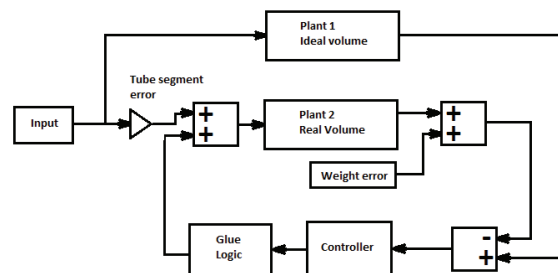 Plant 1
Ideal volume
Tube segment
error
Input
+
+
Plant 2
Real Volume
+
+
Weight error
Glue
Logic
Controller
-
+